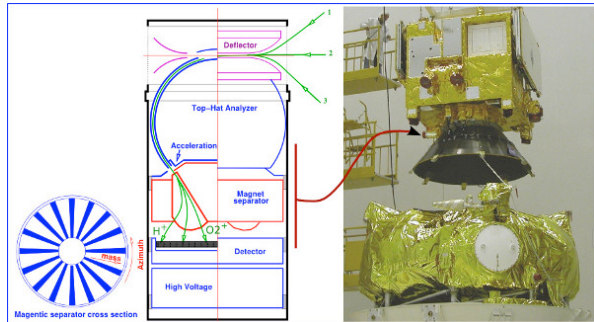 1
Deflector
2
3
Top-Hat Analyzer
Acceleration
Magnet
separator
H+
O2+
mass
Azimuth
Detector
High Voltage
Magentic separator cross section